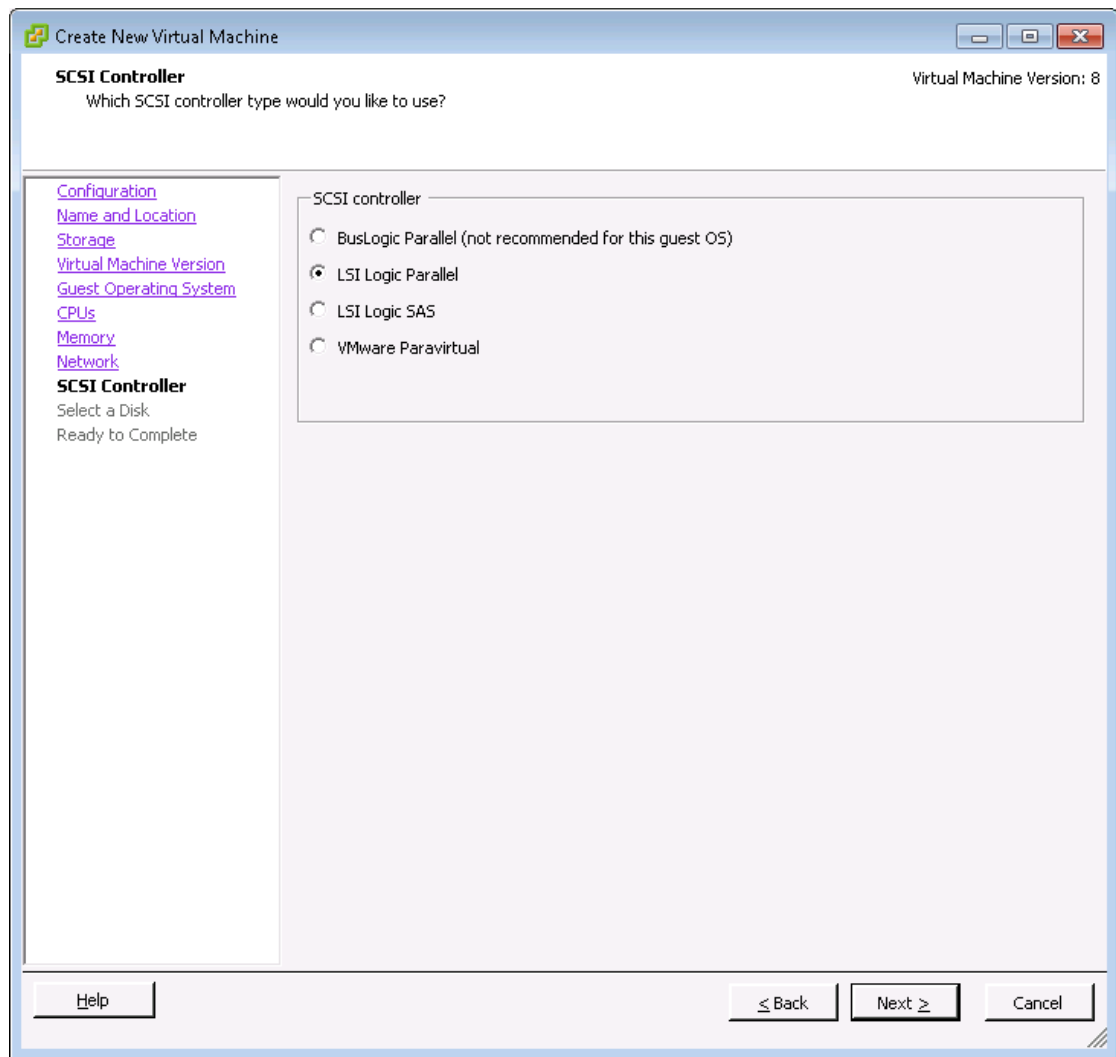 Create New Virtual Machine
SCSI Controller
Virtual Machine Version: 8
Which SCSI controller type would you like to use?
Configuration
Name and Location
Storage
Virtual Machine Version
Guest Operating System
CPUs
Memory
Network
SCSI Controller
Select a Disk
Ready to Complete
SCSI controller
BusLogic Parallel (not recommended for this guest OS)
LSI Logic Parallel
LSI Logic SAS
VMware Paravirtual
Help
< Back
Next >
Cancel